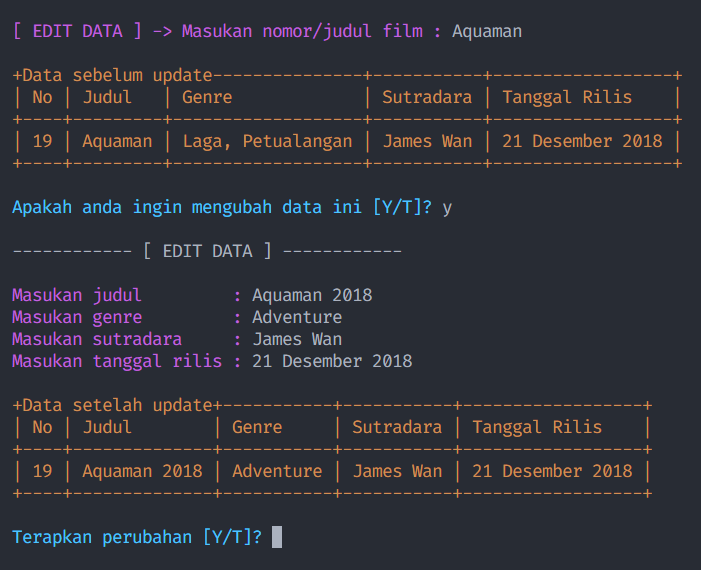 [ EDIT DATA ] -> Masukan nomor/judul film : Aquaman
+Data sebelum update---------------+-----------+------------------+
| No | Judul   | Genre             | Sutradara | Tanggal Rilis    |
+----+---------+-------------------+-----------+------------------+
| 19 | Aquaman | Laga, Petualangan | James Wan | 21 Desember 2018 |
+----+---------+-------------------+-----------+------------------+
Apakah anda ingin mengubah data ini [Y/T]? y
------------ [ EDIT DATA ] ------------
Masukan judul         : Aquaman 2018
Masukan genre         : Adventure
Masukan sutradara     : James Wan
Masukan tanggal rilis : 21 Desember 2018
+Data setelah update+-----------+-----------+------------------+
| No | Judul        | Genre     | Sutradara | Tanggal Rilis    |
+----+--------------+-----------+-----------+------------------+
| 19 | Aquaman 2018 | Adventure | James Wan | 21 Desember 2018 |
+----+--------------+-----------+-----------+------------------+
Terapkan perubahan [Y/T]?